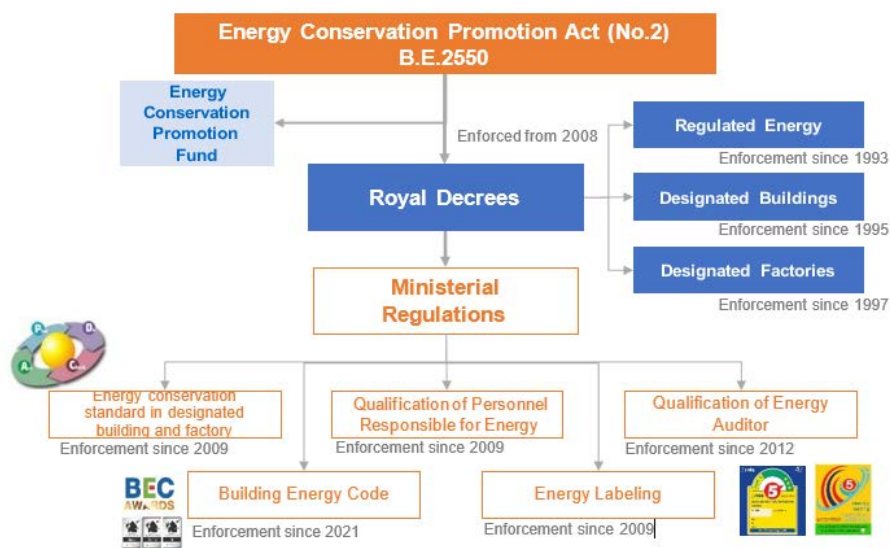 Energy Conservation Promotion Act (No.2)
B.E.2550
Energy
Conservation
Promotion
Fund
Enforced from 2008
Regulated Energy
Enforcement since 1993
Royal Decrees
Designated Buildings
Enforcement since 1995
Designated Factories
Enforcement since 1997
Ministerial
Regulations
P
D
A
C
Energy conservation
standard in designated
building and factory
Enforcement since 2009
Qualification of Personnel
Responsible for Energy
Enforcement since 2009
Qualification of Energy
Auditor
Enforcement since 2012
BEC
AWARDS
Building Energy Code
Enforcement since 2021
Energy Labeling
Enforcement since 2009
5
5